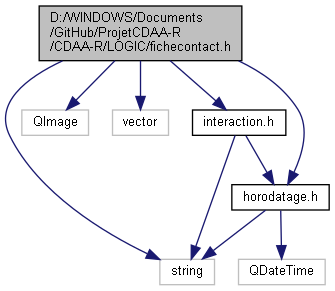 D:/WINDOWS/Documents
/GitHub/ProjetCDAA-R
/CDAA-R/LOGIC/fichecontact.h
QImage
vector
interaction.h
horodatage.h
string
QDateTime